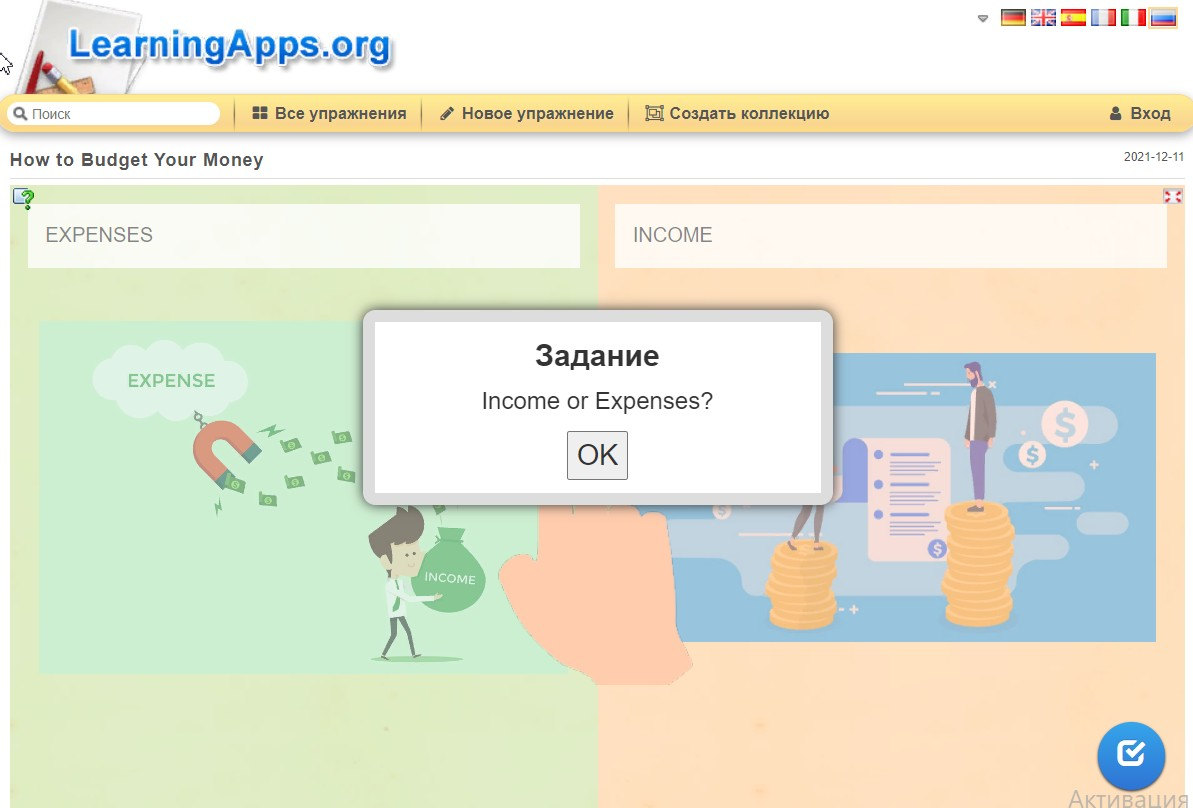 LearningApps.org
Поиск
Все упражнения
Новое упражнение
Создать коллекцию
Вход
How to Budget Your Money
2021-12-11
EXPENSES
INCOME
EXPENSE
INCOME
Задание
Income or Expenses?
OK
Активация